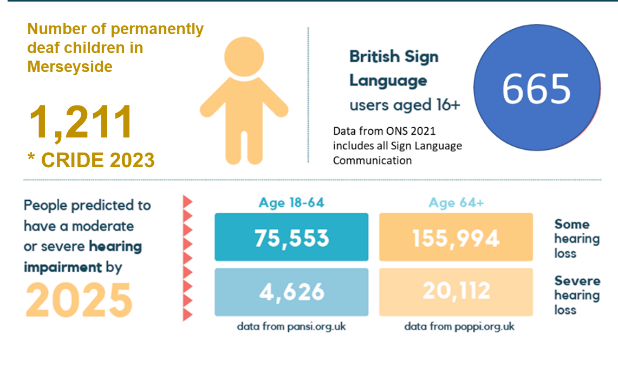 Number of permanently
deaf children in
Merseyside
1,211
* CRIDE 2023
British Sign
Language
users aged 16+
Data from ONS 2021
includes all Sign Language
Communication
665
People predicted to
have a moderate
or severe hearing
impairment by
2025
Age 18-64
Age 64+
75,553
155,994
Some
hearing
loss
4,626
20,112
Severe
hearing
loss
data from pansi.org.uk
data from poppi.org.uk